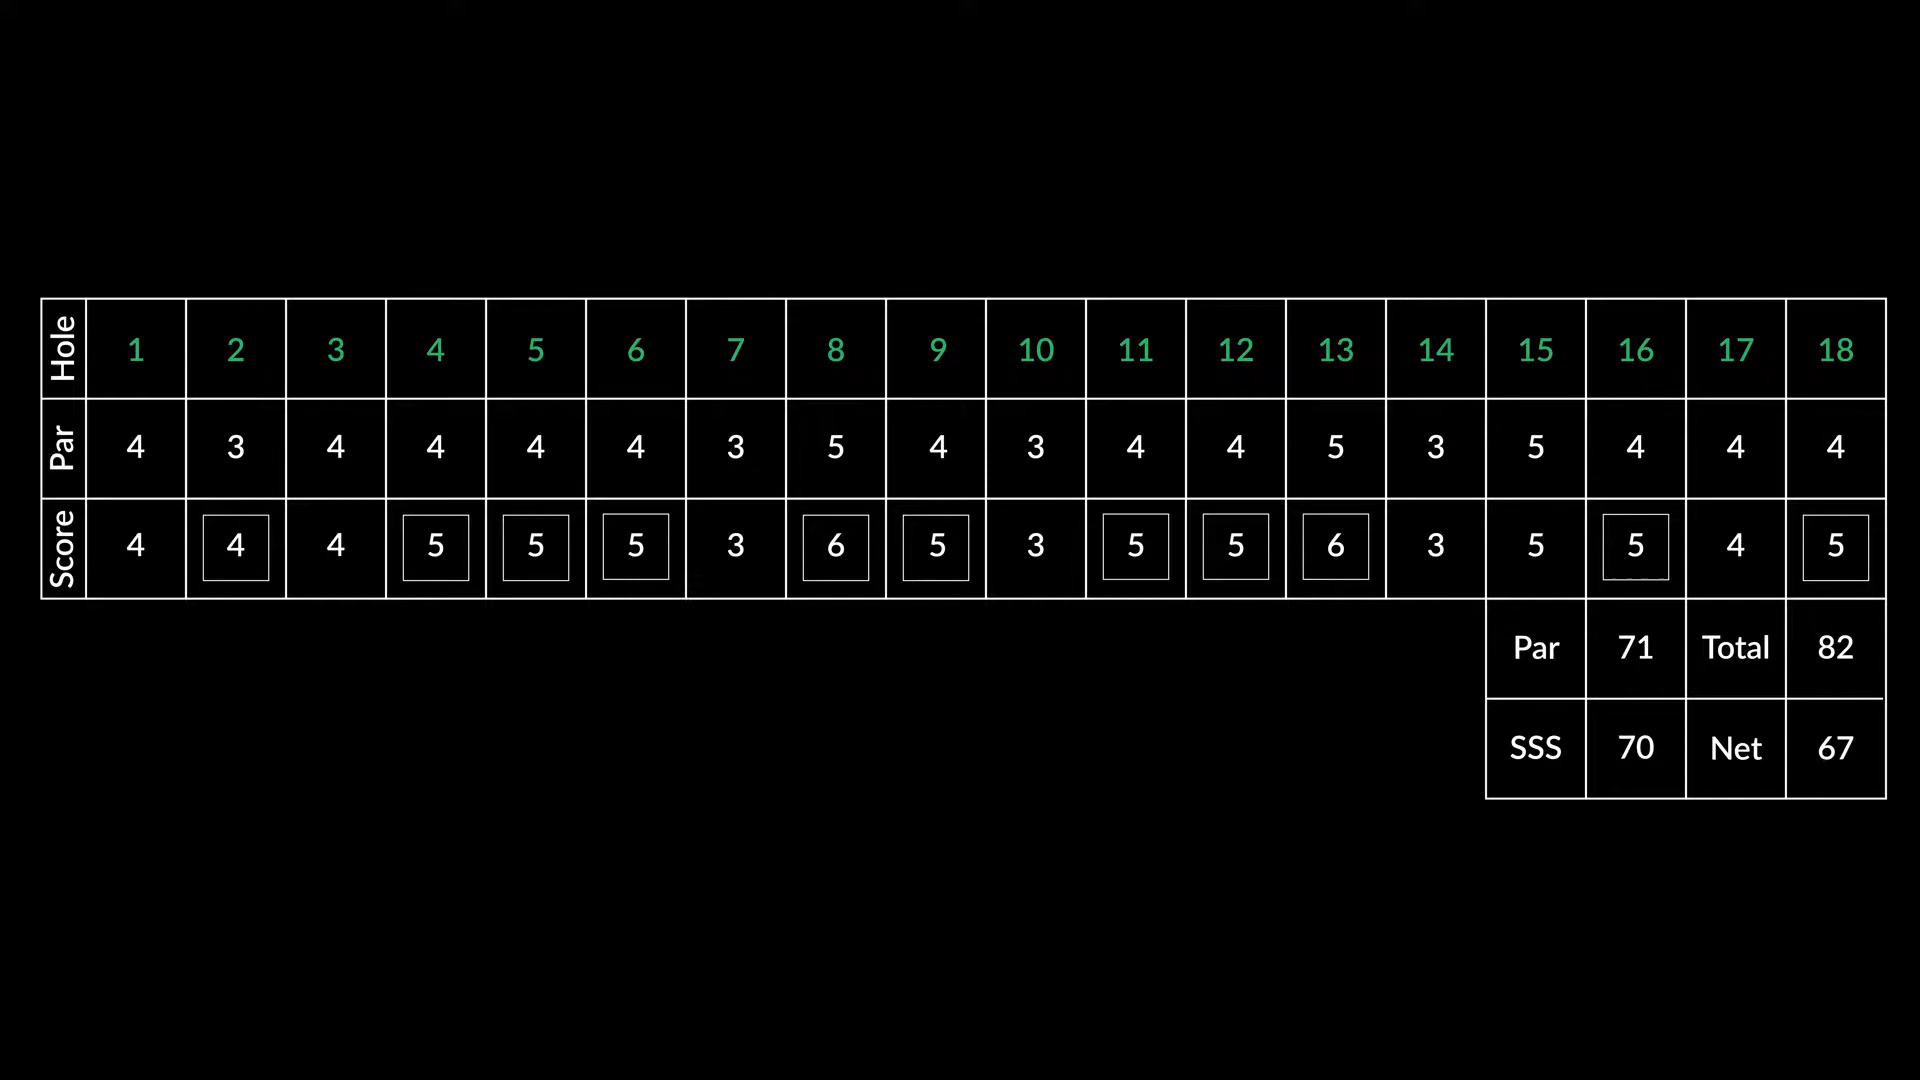 Hole 1 2 3 4 5 6 7 8 9 10 11 12 13 14 15 16 17 18
Par 4 3 4 4 4 4 3 5 4 3 4 4 5 3 5 4 4 4
Score 4 4 4 5 5 5 3 6 5 3 5 5 6 3 5 5 4 5
Par 71 Total 82
SSS 70 Net 67